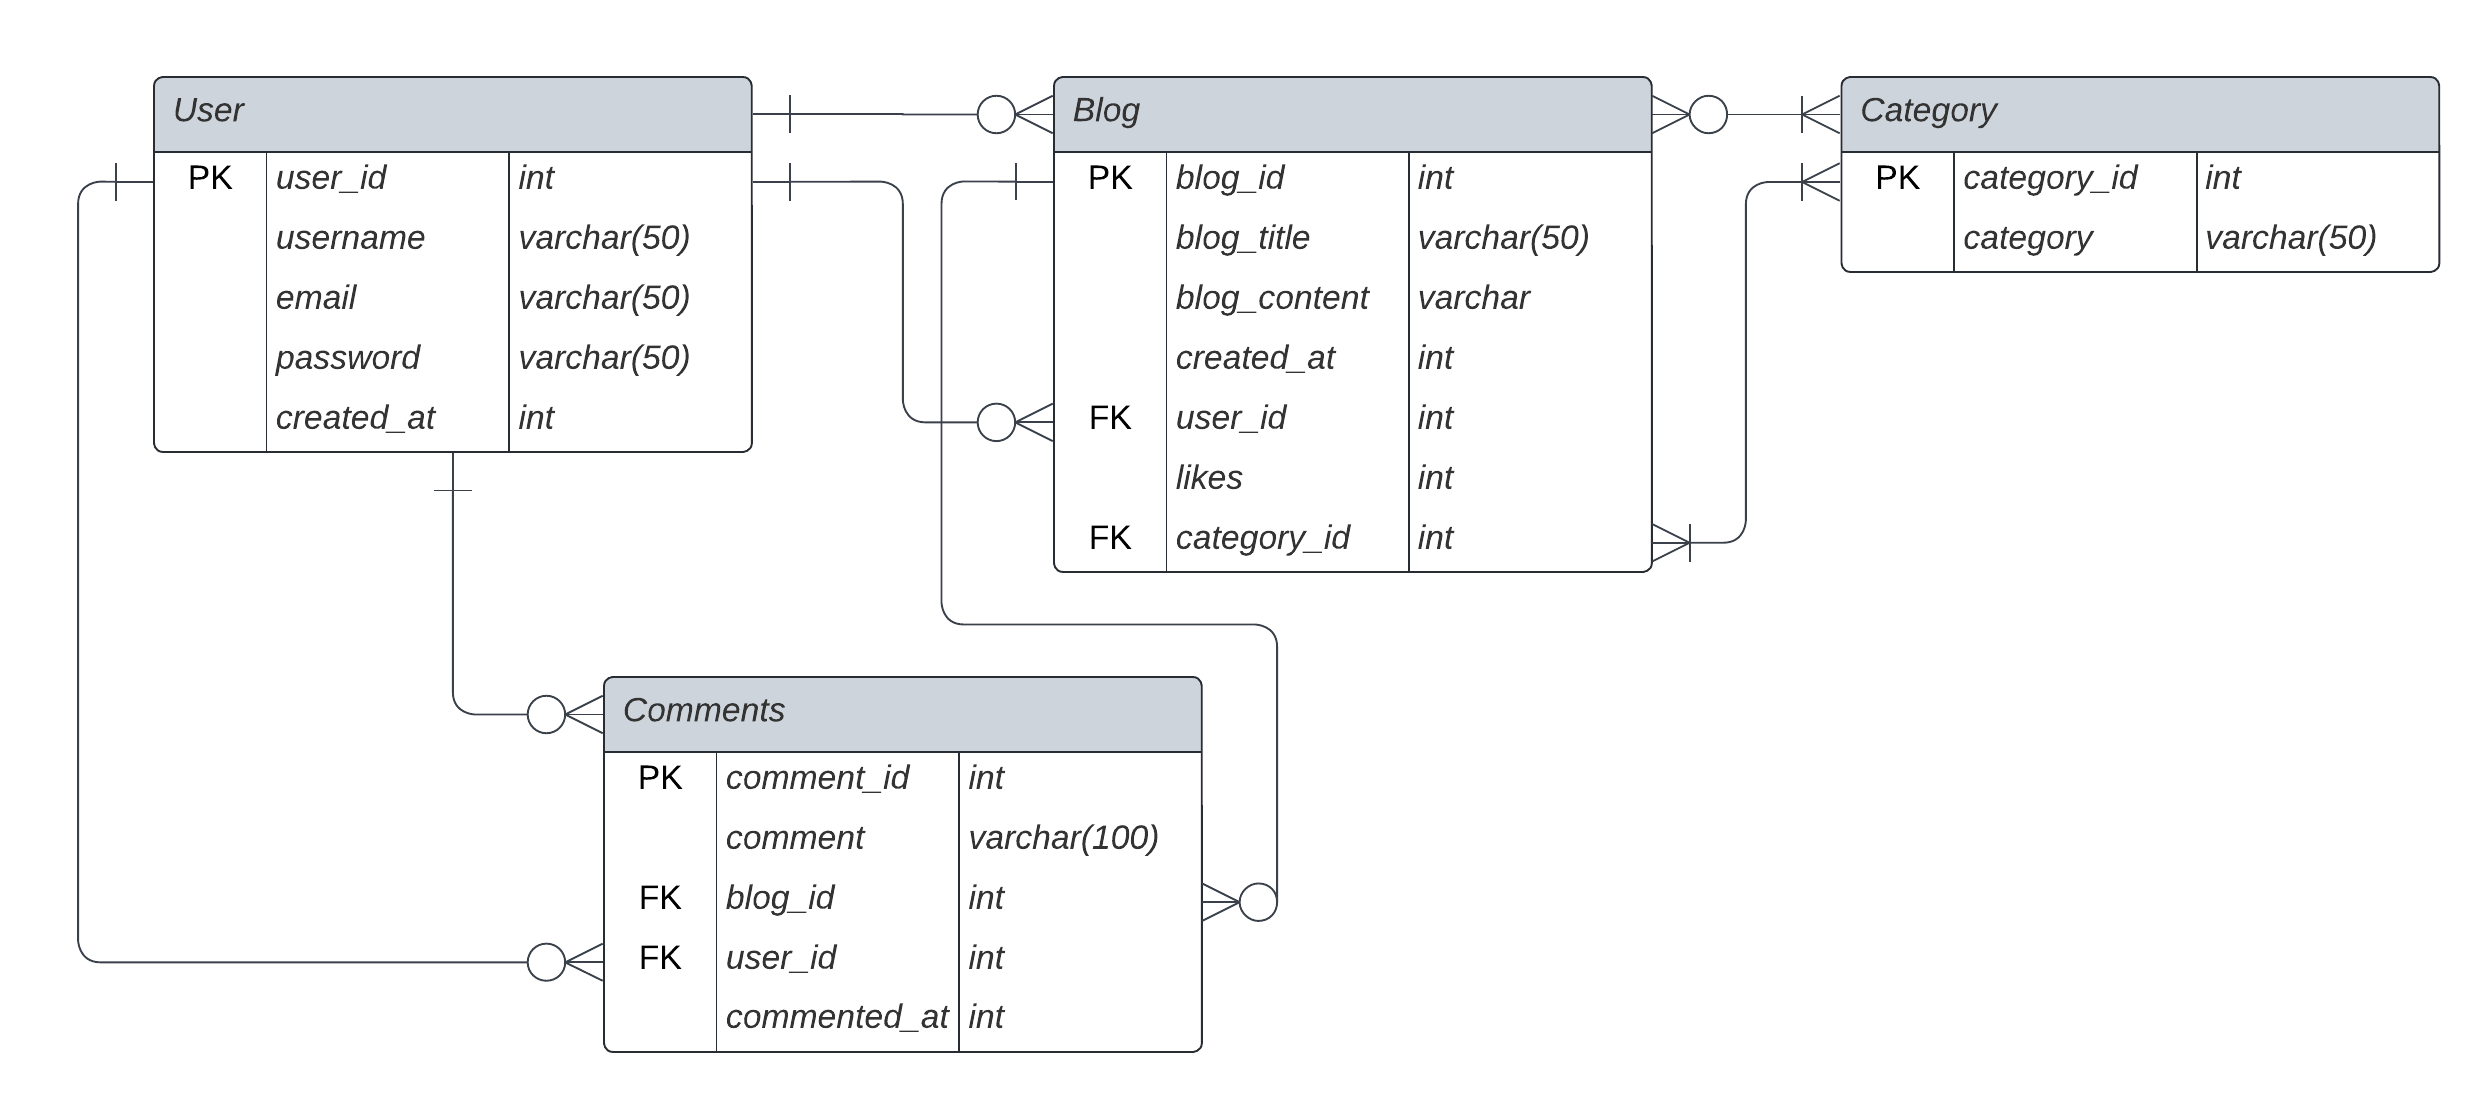 User
PK user_id int
username varchar(50)
email varchar(50)
password varchar(50)
created_at int
Blog
PK blog_id int
blog_title varchar(50)
blog_content varchar
created_at int
FK user_id int
likes int
FK category_id int
Category
PK category_id int
category varchar(50)
Comments
PK comment_id int
comment varchar(100)
FK blog_id int
FK user_id int
commented_at int